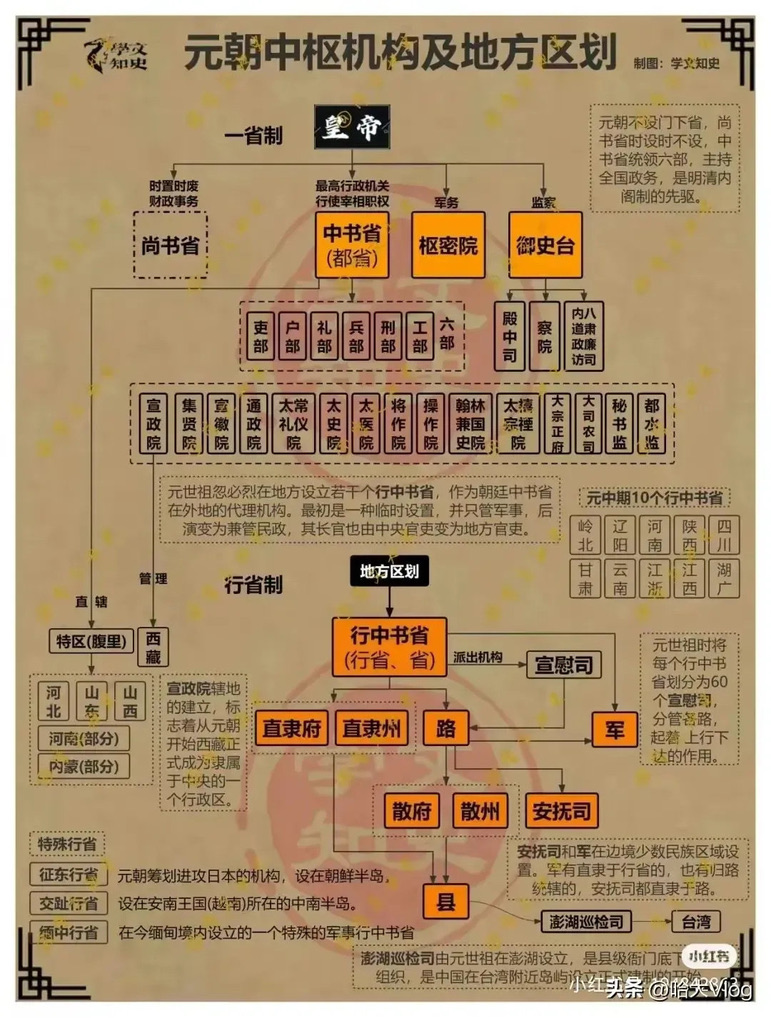 學文
知史
元朝中枢机构及地方区划
制图：学文知史
一省制
皇帝
元朝不设门下省，尚
书省时设时不设，中
书省统领六部，主持
全国政务，是明清内
阁制的先驱。
时置时废
财政事务
最高行政机关
行使宰相职权
军务
监察
尚书省
中书省
(都省)
枢密院
御史台
吏部
户部
礼部
兵部
刑部
工部
六部
殿中司
察院
内八道肃政廉访司
宣政院
集贤院
宣徽院
通政院
太常礼仪院
太史院
太医院
将作院
操作院
翰林兼国史院
太禧宗禋院
大宗正府
大司农司
秘书监
都水监
元世祖忽必烈在地方设立若干个行中书省，作为朝廷中书省
在外地的代理机构。最初是一种临时设置，并只管军事，后
演变为兼管民政，其长官也由中央官吏变为地方官吏。
元中期10个行中书省
岭北
辽阳
河南
陕西
四川
甘肃
云南
江浙
江西
湖广
直辖
管理
行省制
地方区划
特区(腹里)
西藏
行中书省
(行省、省)
派出机构
宣慰司
元世祖时将
每个行中书
省划分为60
个宣慰司，
分管各路，
起着上行下
达的作用。
河北
山东
山西
河南(部分)
内蒙(部分)
宣政院辖地
的建立，标
志着从元朝
开始西藏正
式成为隶属
于中央的一
个行政区。
直隶府
直隶州
路
军
散府
散州
安抚司
特殊行省
征东行省
元朝筹划进攻日本的机构，设在朝鲜半岛。
交趾行省
设在安南王国(越南)所在的中南半岛。
缅中行省
在今缅甸境内设立的一个特殊的军事行中书省
安抚司和军在边境少数民族区域设
置。军有直隶于行省的，也有归路
统辖的，安抚司都直隶于路。
县
澎湖巡检司
台湾
澎湖巡检司由元世祖在澎湖设立，是县级衙门底下
组织，是中国在台湾附近岛屿设立正式建制的开始
小红书
头条 @皓天Vlog